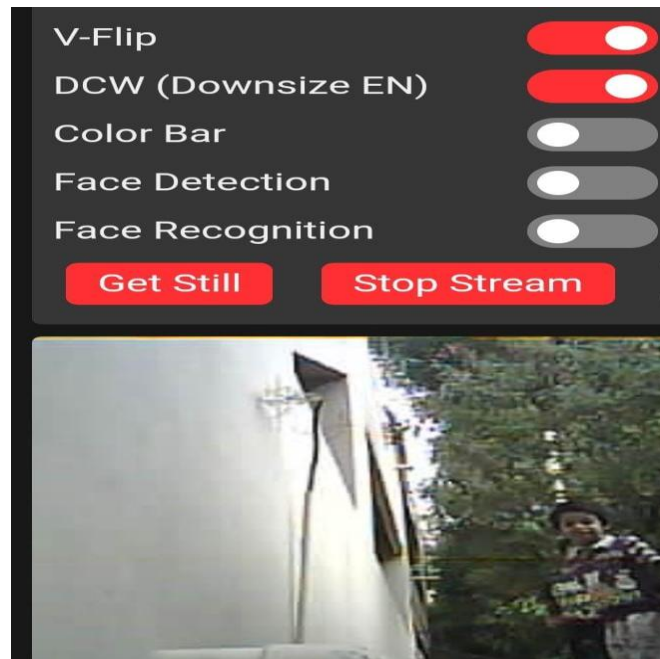 V-Flip
DCW (Downsize EN)
Color Bar
Face Detection
Face Recognition
Get Still Stop Stream